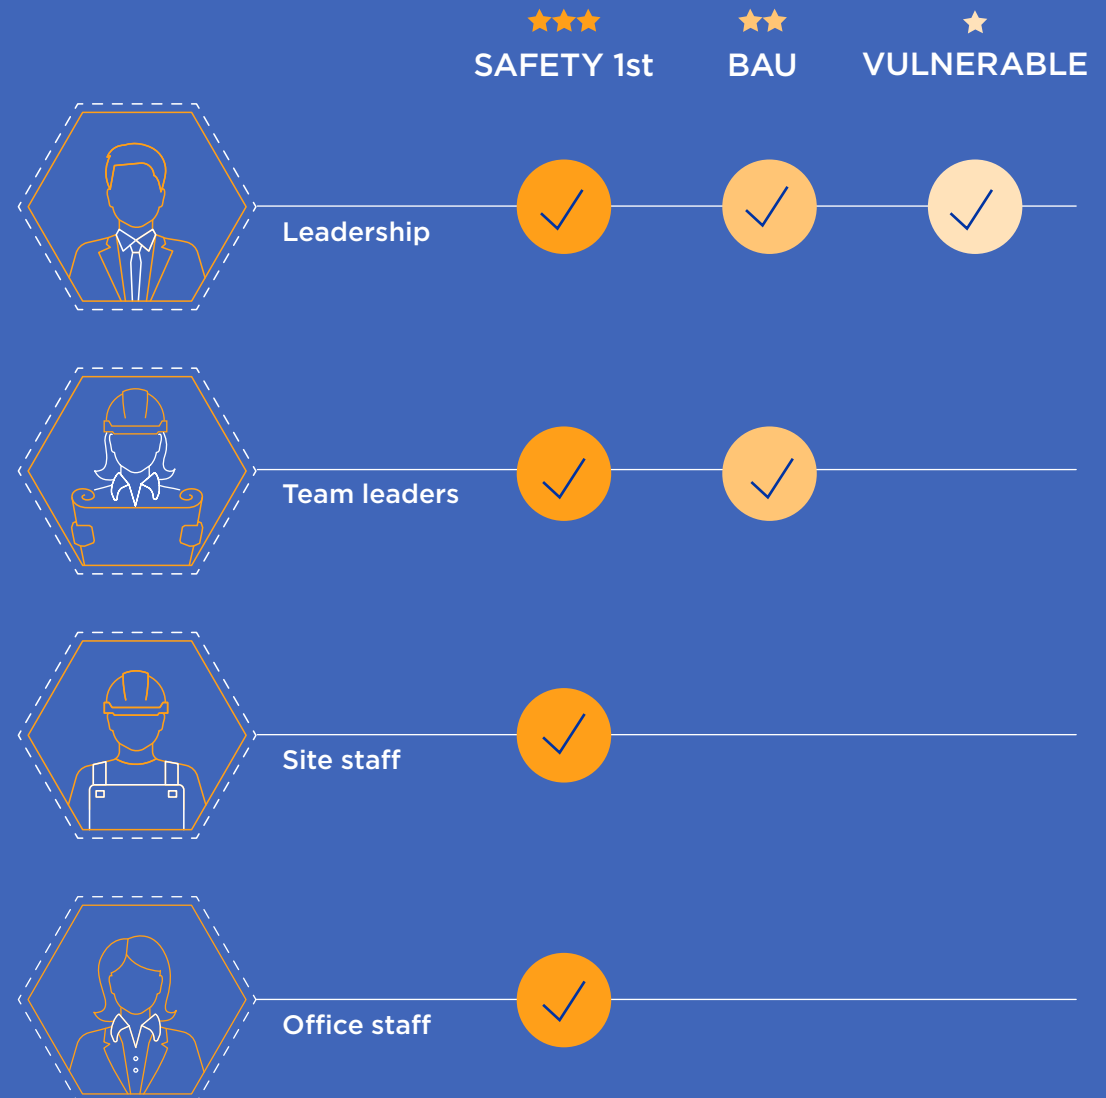 SAFETY 1st BAU VULNERABLE
Leadership
Team leaders
Site staff
Office staff